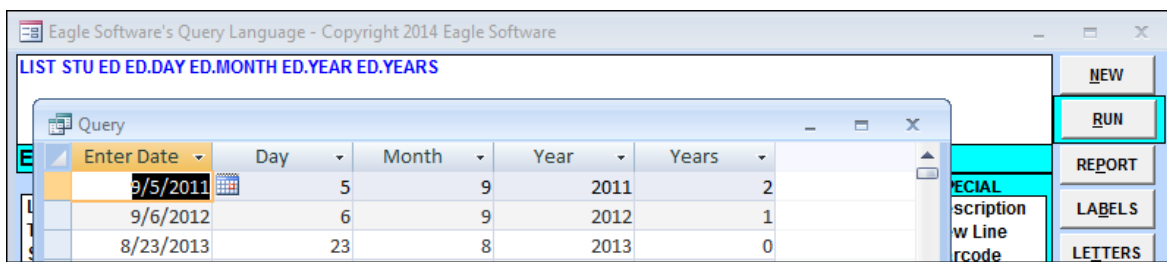 Eagle Software's Query Language - Copyright 2014 Eagle Software
LIST STU ED ED.DAY ED.MONTH ED.YEAR ED.YEARS
NEW
Query
RUN
Enter Date Day Month Year Years
REPORT
9/5/2011 5 9 2011 2
PECIAL
9/6/2012 6 9 2012 1
scription
LABELS
w Line
8/23/2013 23 8 2013 0
rcode
LETTERS